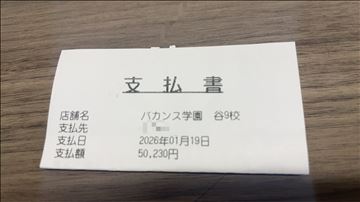 支払書
店舗名 バカンス学園 谷9校
支払先
支払日 2026年01月19日
支払額 50,230円